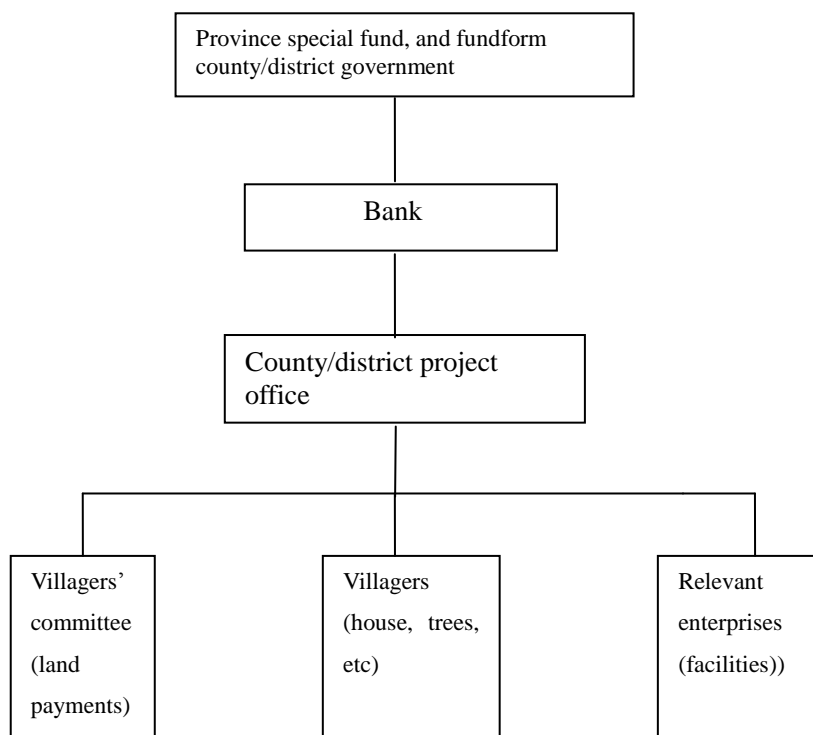 Province special fund, and fundform
county/district government
Bank
County/district project
office
Villagers’
committee
(land
payments)
Villagers
(house, trees,
etc)
Relevant
enterprises
(facilities))